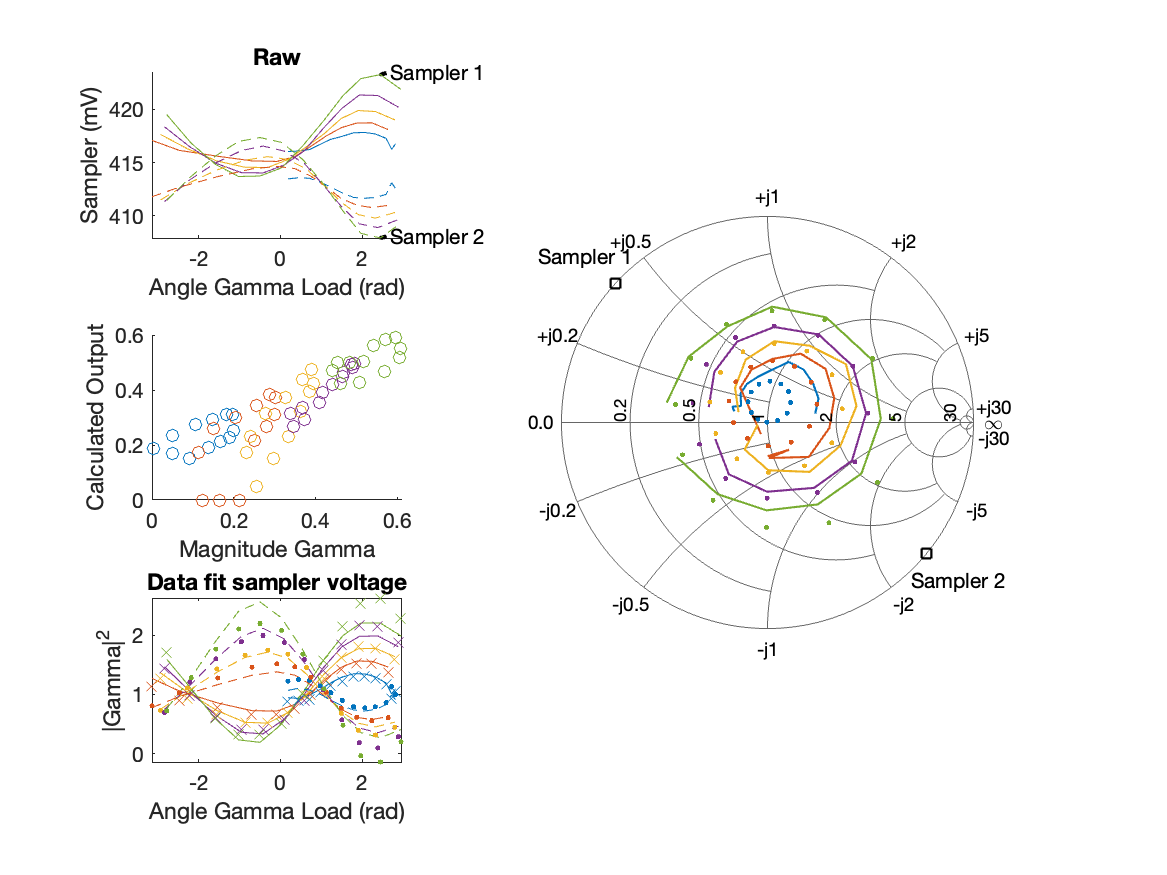 Raw
Sampler (mV)
420
415
410
Sampler 1
Sampler 2
-2
0
2
Angle Gamma Load (rad)
Calculated Output
0.6
0.4
0.2
0
0
0.2
0.4
0.6
Magnitude Gamma
Data fit sampler voltage
|Gamma|2
2
1
0
-2
0
2
Angle Gamma Load (rad)
+j1
+j0.5
+j2
Sampler 1
+j0.2
+j5
0.0
0.2
0.5
1
2
5
30
+j30
∞
-j30
-j0.2
-j5
Sampler 2
-j0.5
-j2
-j1